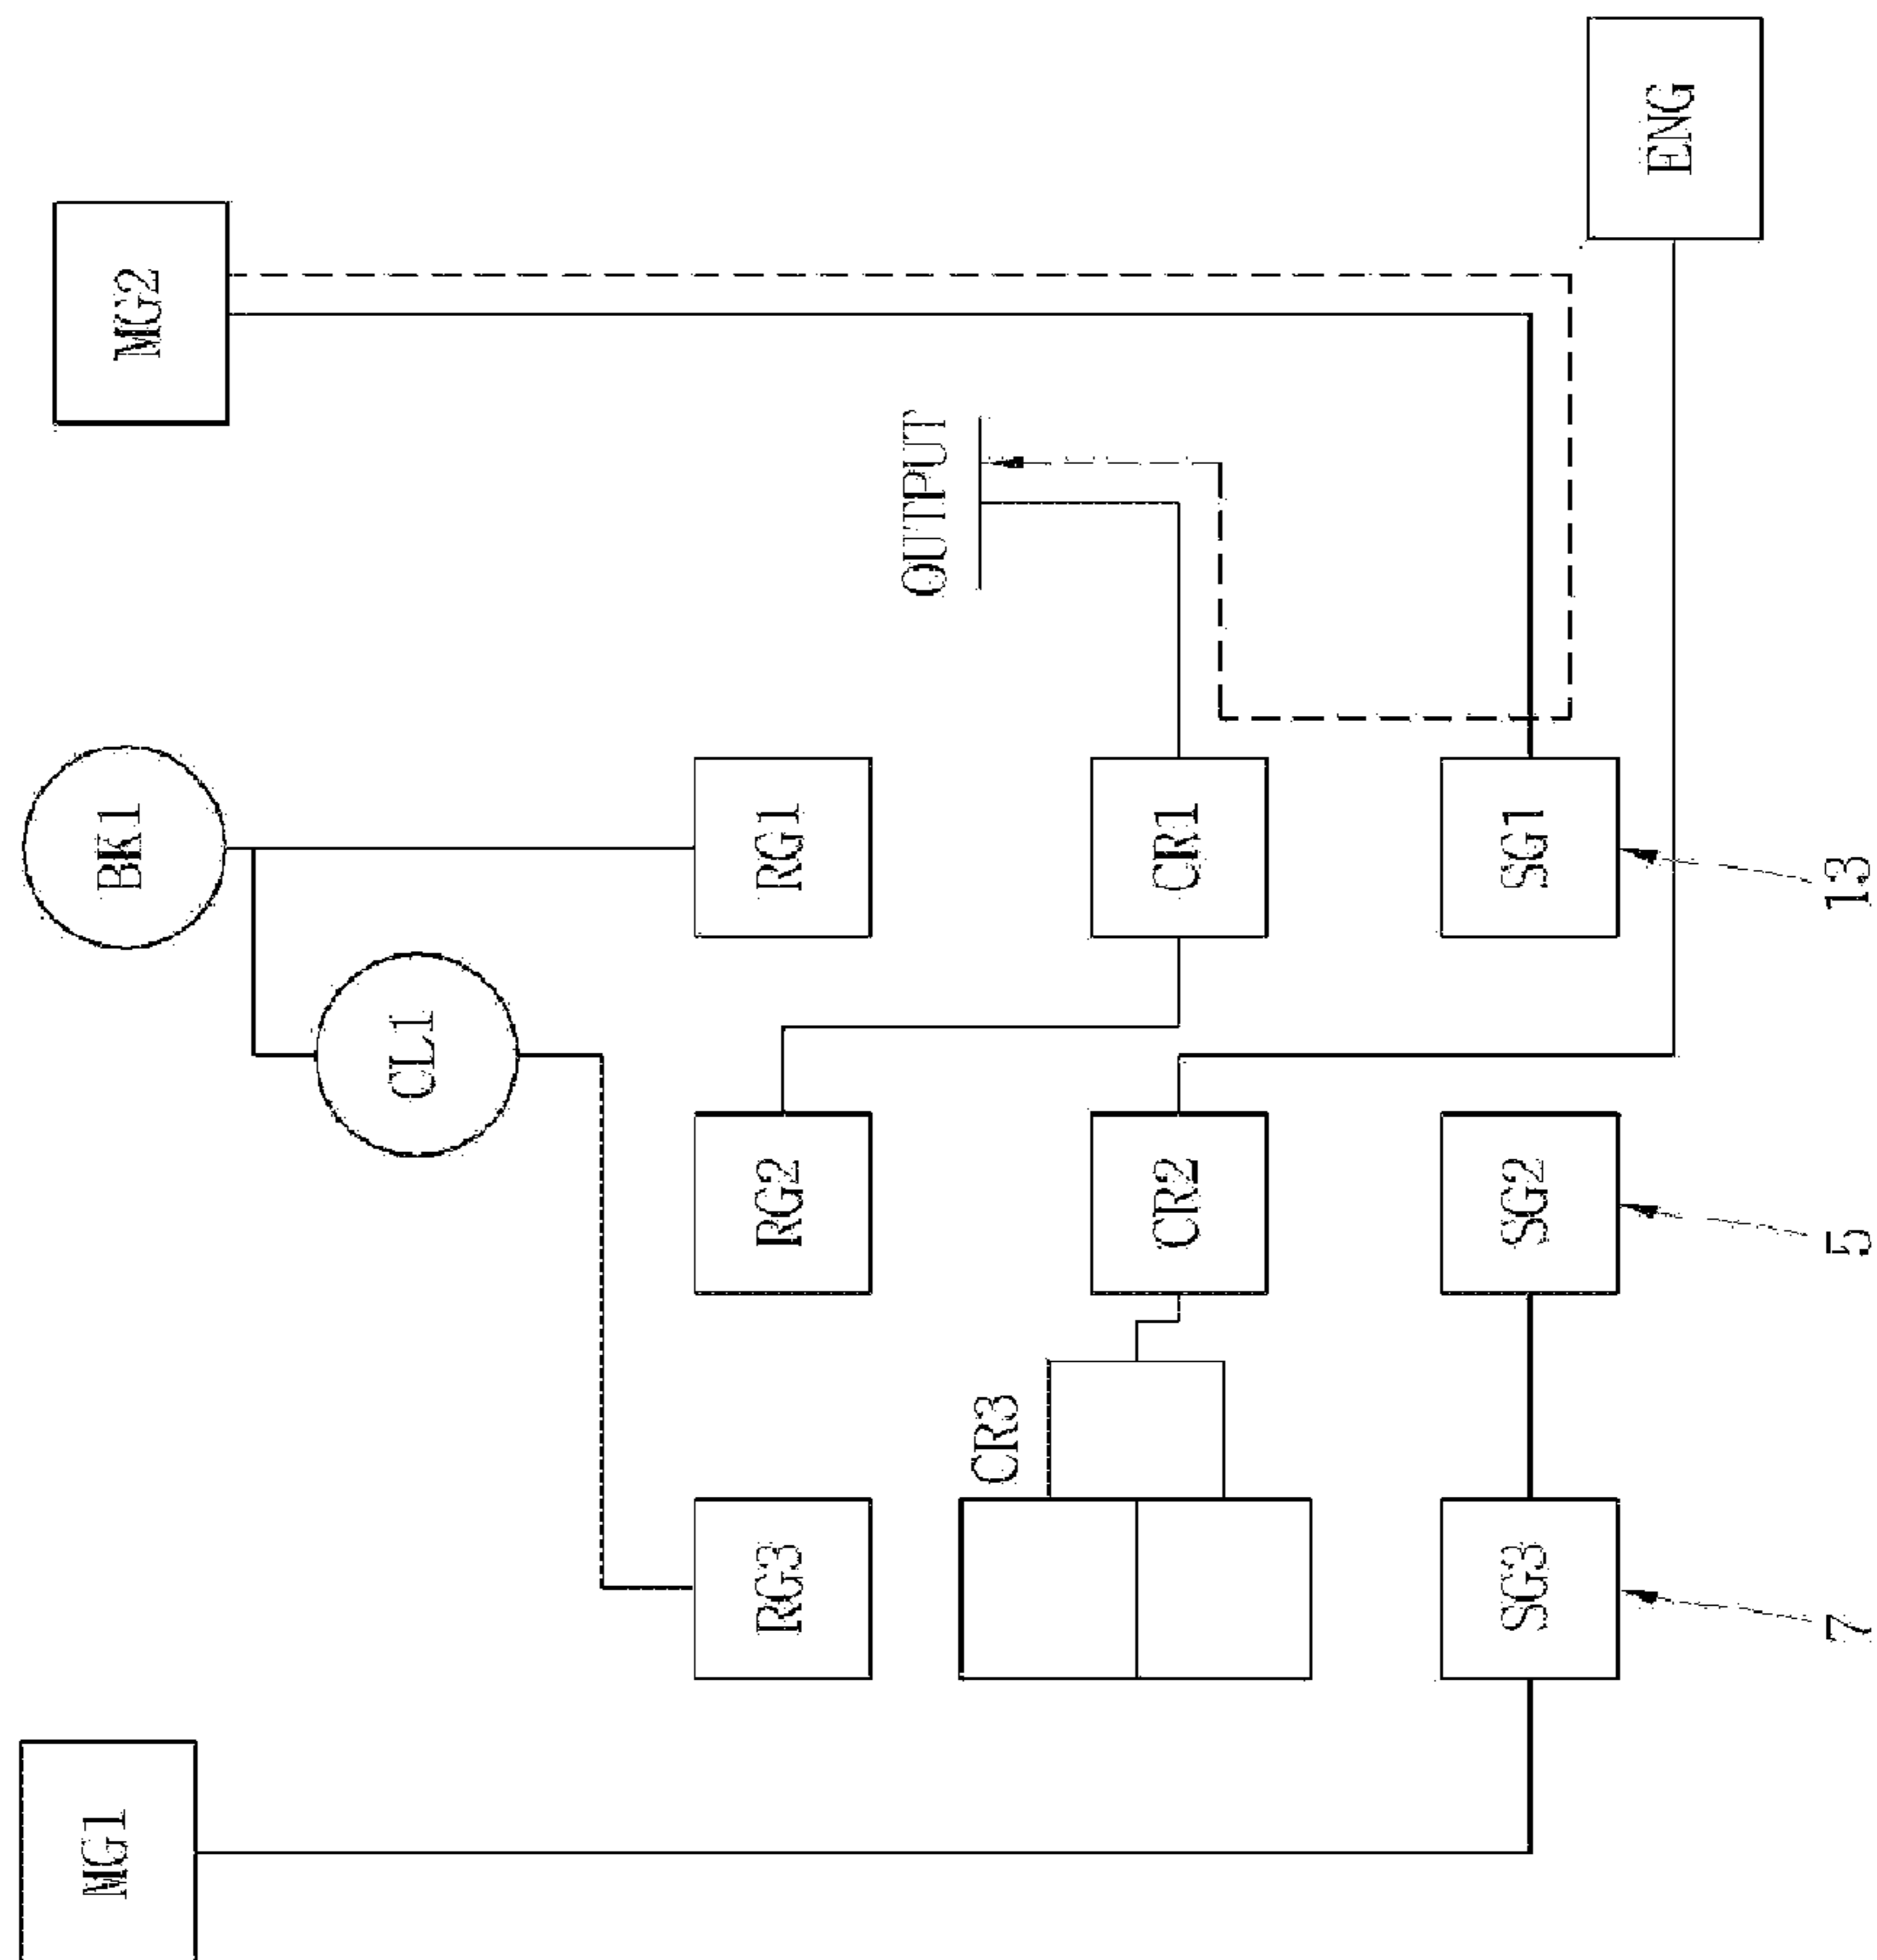 MG1
BK1
MG2
CL1
RG3
RG2
RG1
OUTPUT
CR3
CR2
CR1
SG3
SG2
SG1
ENG
7
5
13